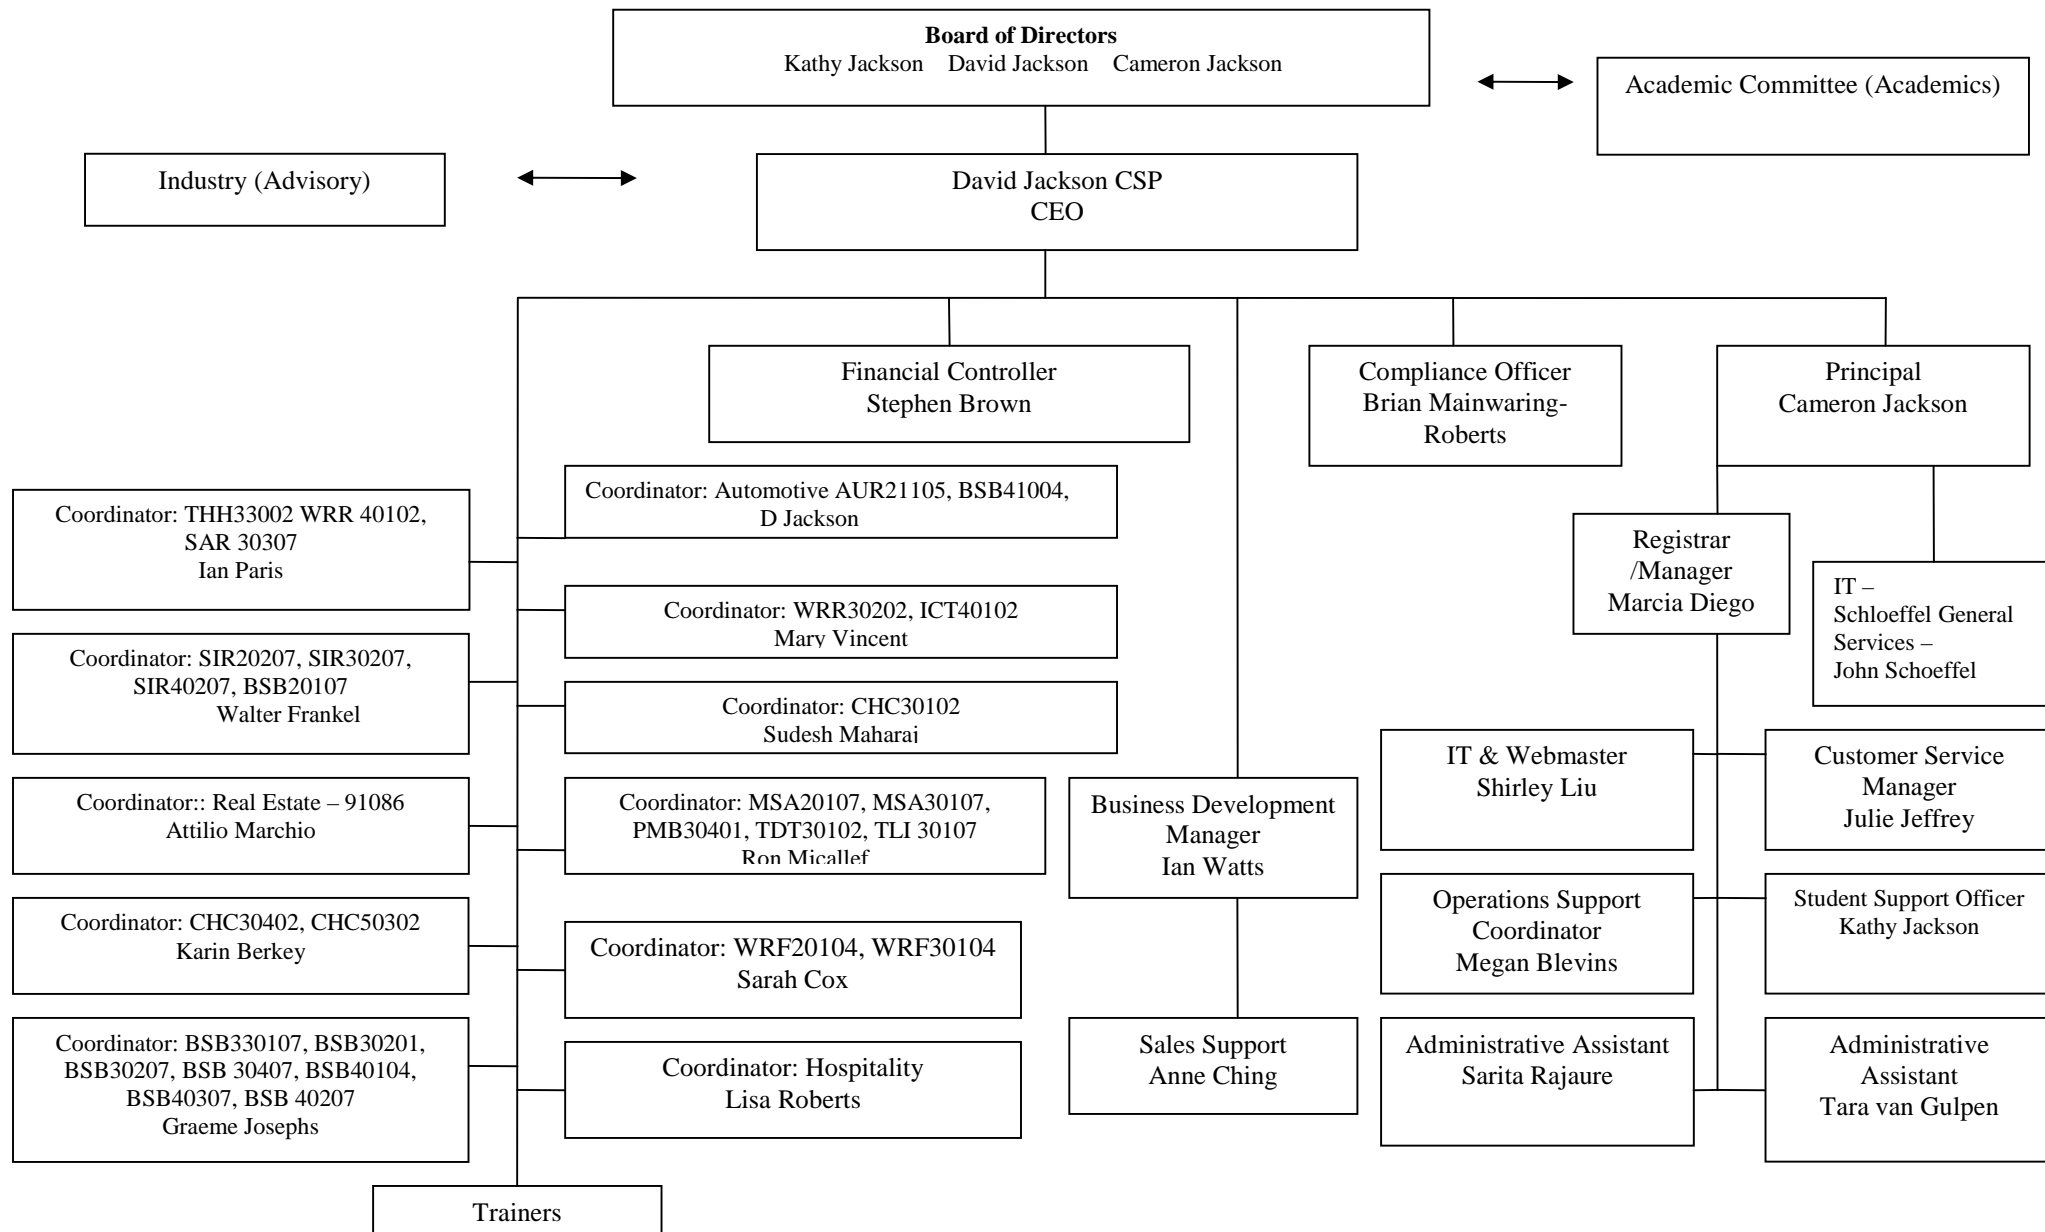 Board of Directors
Kathy Jackson David Jackson Cameron Jackson
Academic Committee (Academics)
Industry (Advisory)
David Jackson CSP
CEO
Financial Controller
Stephen Brown
Compliance Officer
Brian Mainwaring-
Roberts
Principal
Cameron Jackson
Coordinator: THH33002 WRR 40102,
SAR 30307
Ian Paris
Coordinator: Automotive AUR21105, BSB41004,
D Jackson
Registrar
/Manager
Marcia Diego
IT –
Schloeffel General
Services –
John Schoeffel
Coordinator: WRR30202, ICT40102
Mary Vincent
Coordinator: SIR20207, SIR30207,
SIR40207, BSB20107
Walter Frankel
Coordinator: CHC30102
Sudesh Maharaj
IT & Webmaster
Shirley Liu
Customer Service
Manager
Julie Jeffrey
Coordinator:: Real Estate – 91086
Attilio Marchio
Coordinator: MSA20107, MSA30107,
PMB30401, TDT30102, TLI 30107
Ron Micallef
Business Development
Manager
Ian Watts
Operations Support
Coordinator
Megan Blevins
Student Support Officer
Kathy Jackson
Coordinator: CHC30402, CHC50302
Karin Berkey
Coordinator: WRF20104, WRF30104
Sarah Cox
Coordinator: BSB330107, BSB30201,
BSB30207, BSB 30407, BSB40104,
BSB40307, BSB 40207
Graeme Josephs
Coordinator: Hospitality
Lisa Roberts
Sales Support
Anne Ching
Administrative Assistant
Sarita Rajaure
Administrative
Assistant
Tara van Gulpen
Trainers